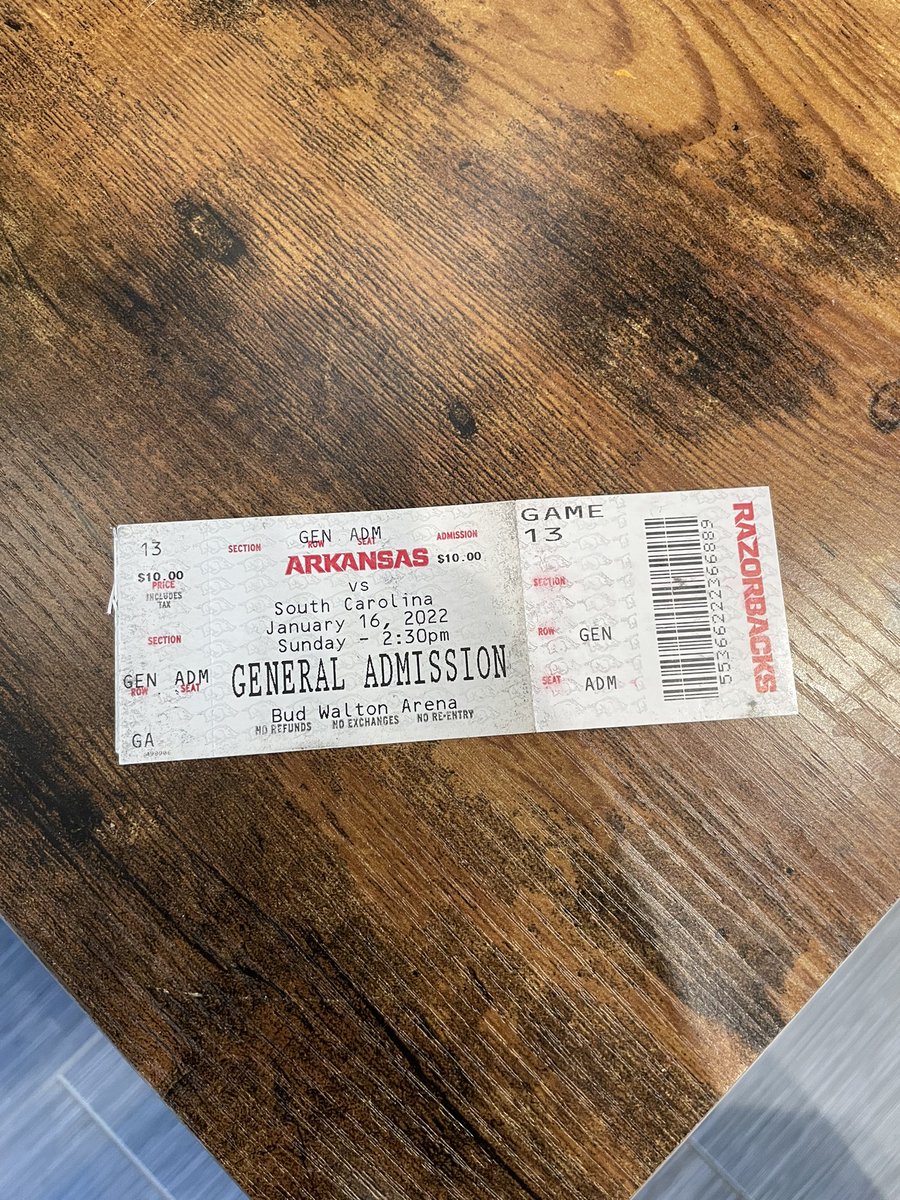 13
$10.00
PRICE
INCLUDES
TAX
SECTION
GEN ADM
ROW SEAT
GA
GEN ADM
SECTION ROW SEAT ADMISSION
ARKANSAS $10.00
vs
South Carolina
January 16, 2022
Sunday - 2:30pm
GENERAL ADMISSION
Bud Walton Arena
NO REFUNDS NO EXCHANGES NO RE-ENTRY
GAME
13
SECTION
ROW GEN
SEAT ADM
5536622222366889
RAZORBACKS